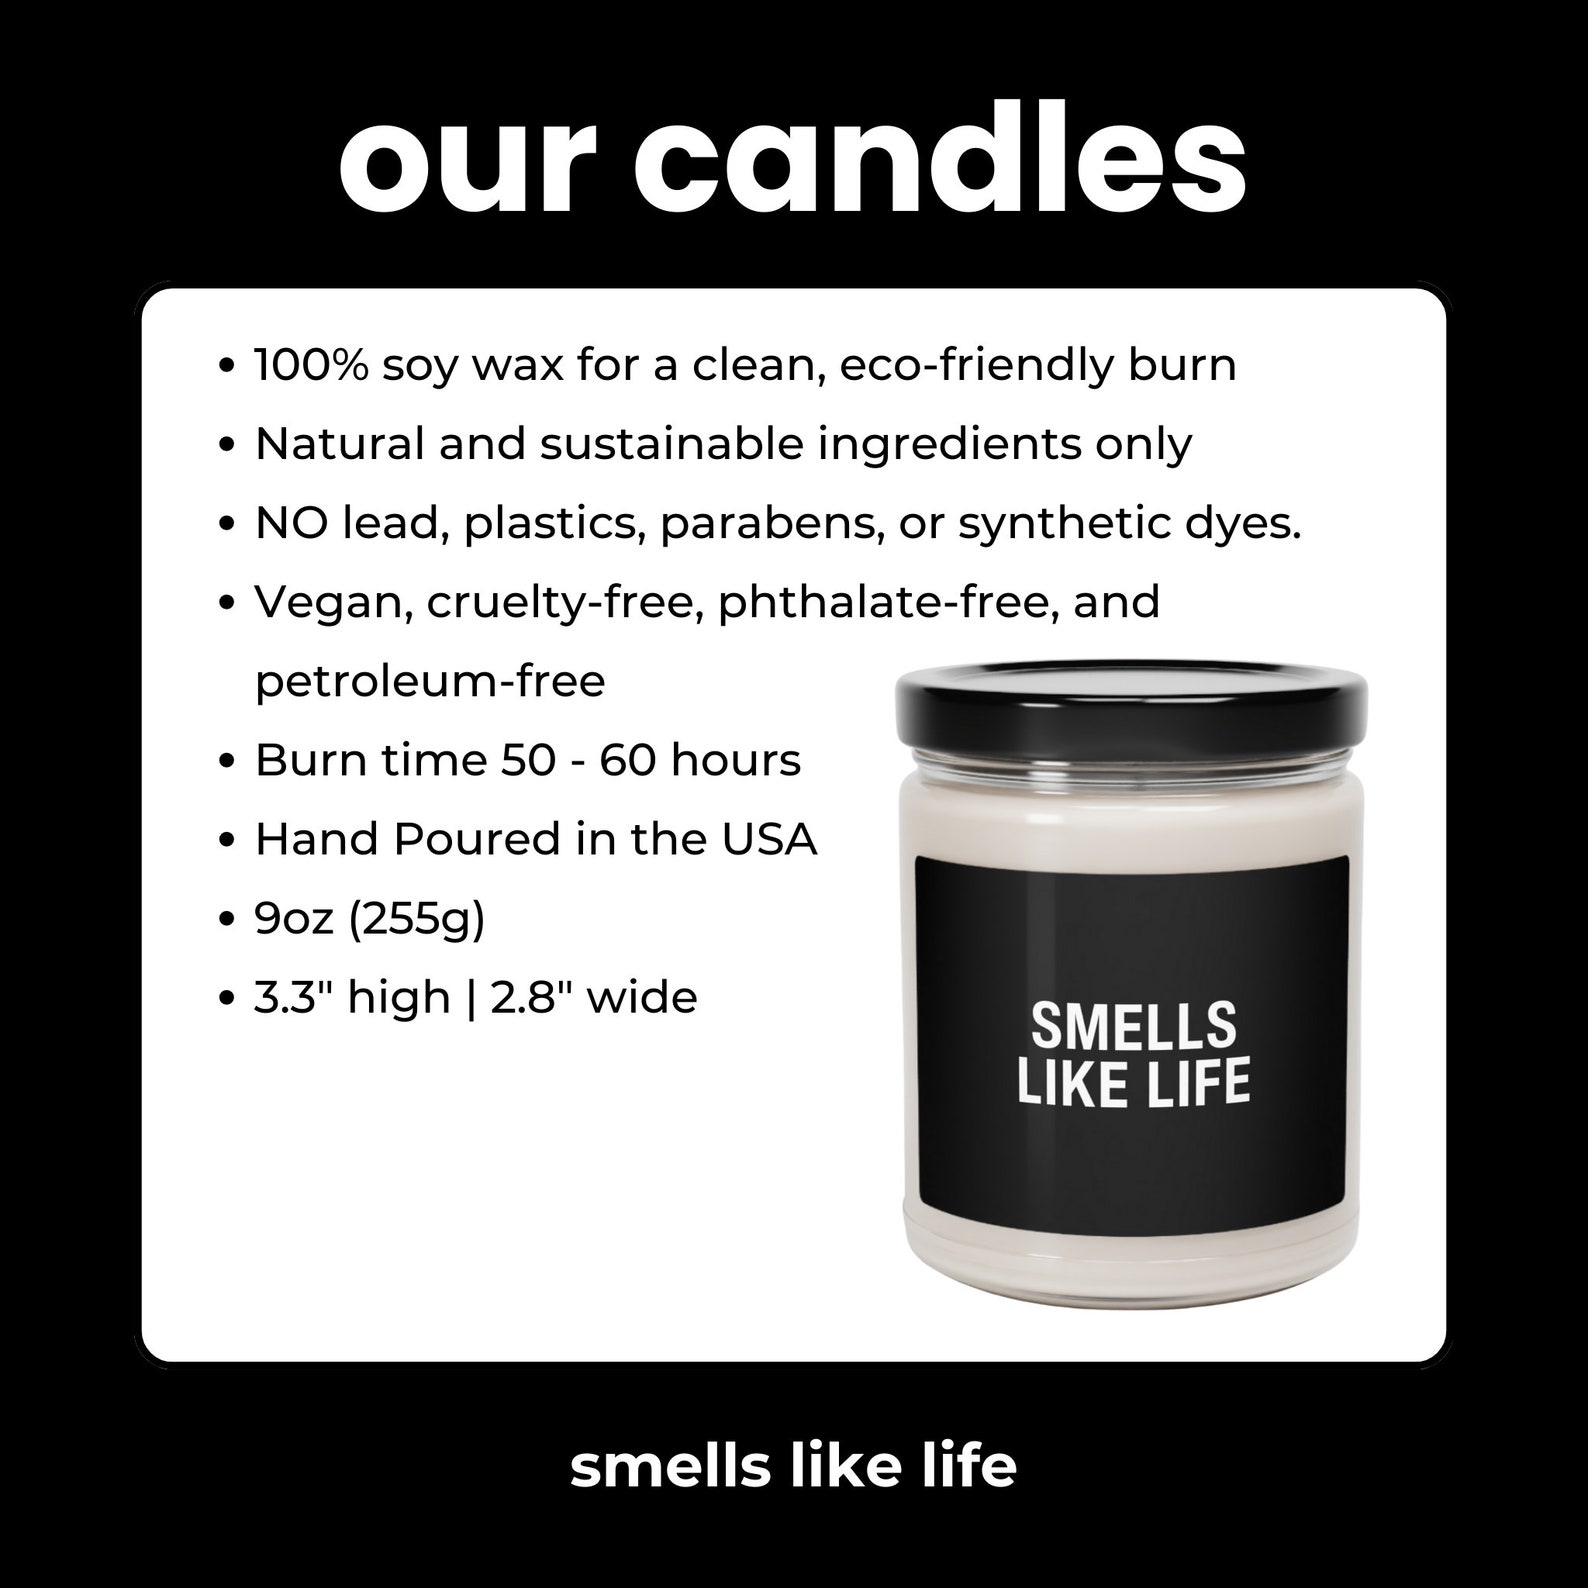 our candles
• 100% soy wax for a clean, eco-friendly burn
• Natural and sustainable ingredients only
• NO lead, plastics, parabens, or synthetic dyes.
• Vegan, cruelty-free, phthalate-free, and
petroleum-free
• Burn time 50 - 60 hours
• Hand Poured in the USA
• 9oz (255g)
• 3.3" high | 2.8" wide
SMELLS
LIKE LIFE
smells like life